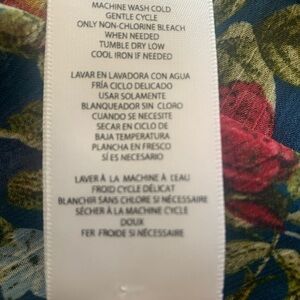 MACHINE WASH COLD
GENTLE CYCLE
ONLY NON-CHLORINE BLEACH
WHEN NEEDED
TUMBLE DRY LOW
COOL IRON IF NEEDED
LAVAR EN LAVADORA CON AGUA
FRÍA CICLO DELICADO
USAR SOLAMENTE
BLANQUEADOR SIN CLORO
CUANDO SE NECESITE
SECAR EN CICLO DE
BAJA TEMPERATURA
PLANCHA EN FRESCO
SÍ ES NECESARIO
LAVER À LA MACHINE À L'EAU
FROID CYCLE DÉLICAT
BLANCHIR SANS CHLORE SÍ NÉCESSAIRE
SÉCHER À LA MACHINE CYCLE
DOUX
FER FROIDE SI NÉCESSAIRE